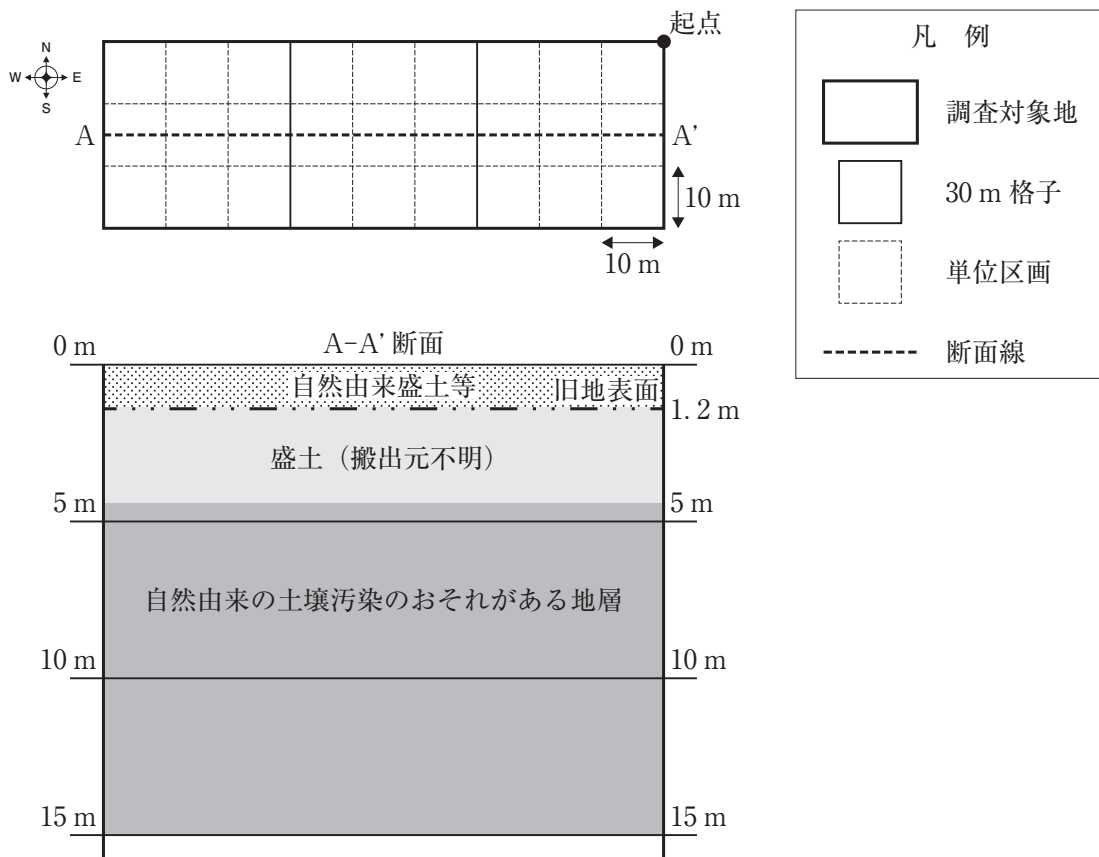 起点
N
W E
S
A A’
10 m
10 m
凡 例
調査対象地
30 m 格子
単位区画
断面線
0 m A−A’ 断面 0 m
自然由来盛土等 旧地表面
1. 2 m
盛土（搬出元不明）
5 m 5 m
自然由来の土壌汚染のおそれがある地層
10 m 10 m
15 m 15 m